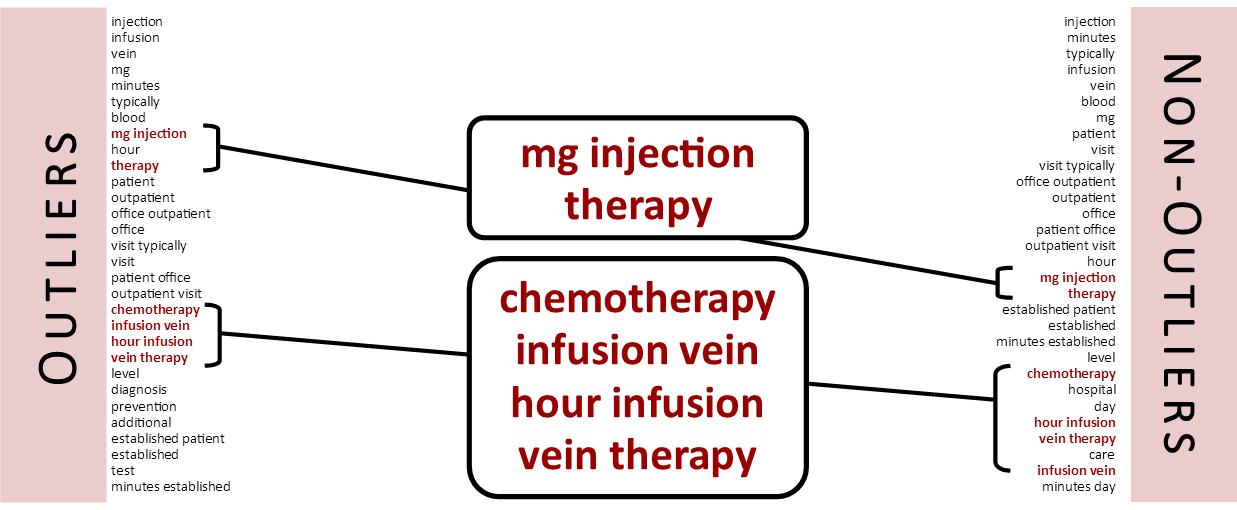 OUTLIERS
injection
infusion
vein
mg
minutes
typically
blood
mg injection
hour
therapy
patient
outpatient
office outpatient
office
visit typically
visit
patient office
outpatient visit
chemotherapy
infusion vein
hour infusion
vein therapy
level
diagnosis
prevention
additional
established patient
established
test
minutes established
mg injection
therapy
chemotherapy
infusion vein
hour infusion
vein therapy
injection
minutes
typically
infusion
vein
blood
mg
patient
visit
visit typically
office outpatient
outpatient
office
patient office
outpatient visit
hour
mg injection
therapy
established patient
established
minutes established
level
chemotherapy
hospital
day
hour infusion
vein therapy
care
infusion vein
minutes day
NON-OUTLIERS